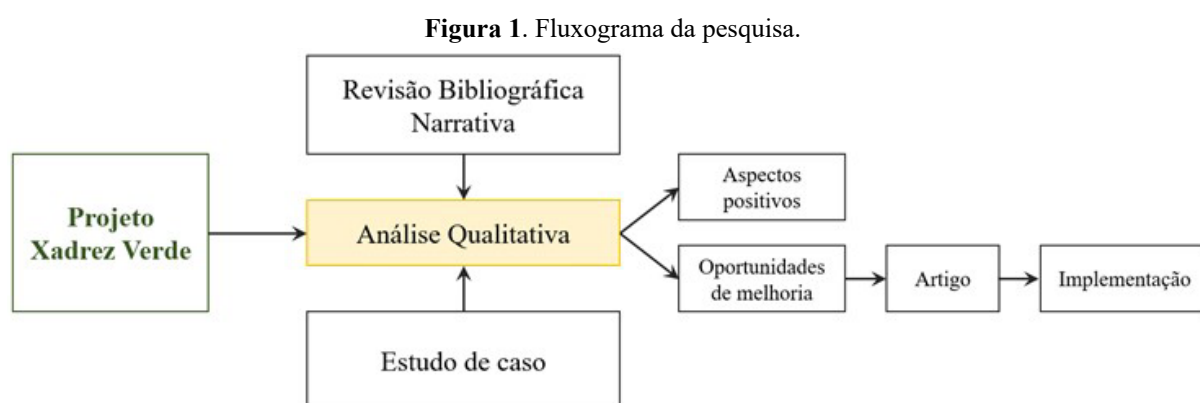 Figura 1. Fluxograma da pesquisa.
Revisão Bibliográfica
Narrativa
Projeto
Xadrez Verde
Análise Qualitativa
Aspectos
positivos
Oportunidades
de melhoria
Artigo
Implementação
Estudo de caso